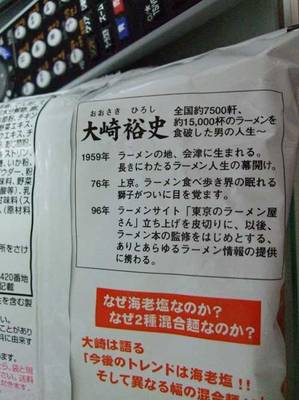 おおさき ひろし
大崎裕史
全国約7500軒、
約15,000杯のラーメンを
食破した男の人生〜
1959年 ラーメンの地、会津に生まれる。
長きにわたるラーメン人生の幕開け。
76年 上京。ラーメン食べ歩き界の眠れる
獅子がついに目を覚ます。
96年 ラーメンサイト「東京のラーメン屋
さん」立ち上げを皮切りに、以後、
ラーメン本の監修をはじめとする、
ありとあらゆるラーメン情報の提供
に携わる。
なぜ海老塩なのか?
なぜ2種混合麺なのか?
大崎は語る
「今後のトレンドは海老塩!!
そして異なる幅の混合麺
420番地
記載